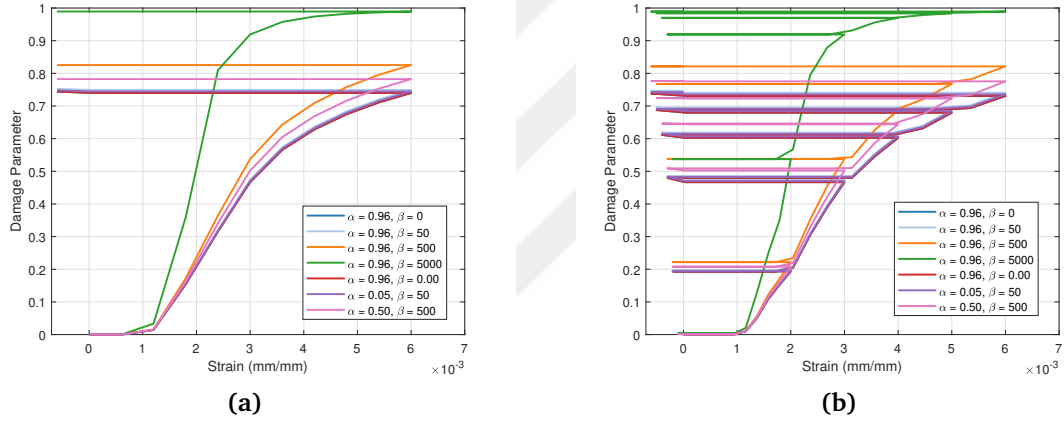 1
0.9
0.8
0.7
0.6
0.5
0.4
0.3
0.2
0.1
0
Damage Parameter
α = 0.96, β = 0
α = 0.96, β = 50
α = 0.96, β = 500
α = 0.96, β = 5000
α = 0.96, β = 0.00
α = 0.05, β = 50
α = 0.50, β = 500
0 1 2 3 4 5 6 7
Strain (mm/mm)
×10⁻³
(a)
1
0.9
0.8
0.7
0.6
0.5
0.4
0.3
0.2
0.1
0
Damage Parameter
α = 0.96, β = 0
α = 0.96, β = 50
α = 0.96, β = 500
α = 0.96, β = 5000
α = 0.96, β = 0.00
α = 0.05, β = 50
α = 0.50, β = 500
0 1 2 3 4 5 6 7
Strain (mm/mm)
×10⁻³
(b)